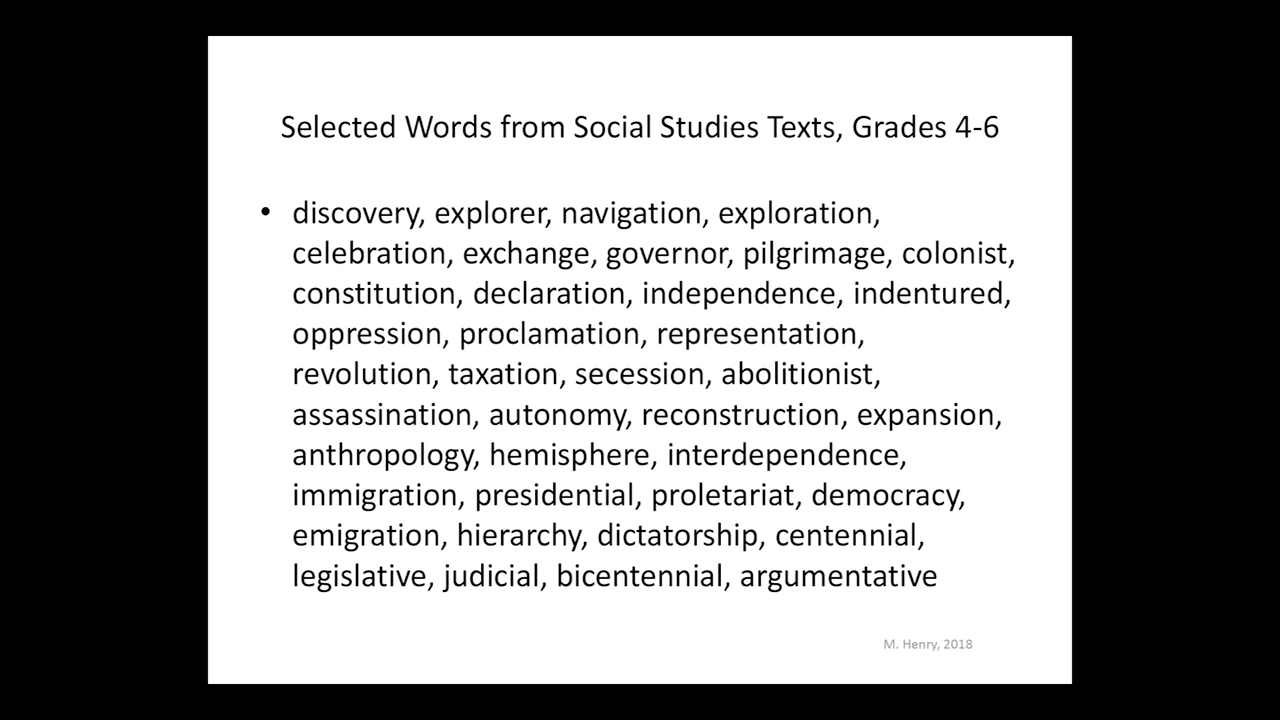 Selected Words from Social Studies Texts, Grades 4-6
• discovery, explorer, navigation, exploration,
celebration, exchange, governor, pilgrimage, colonist,
constitution, declaration, independence, indentured,
oppression, proclamation, representation,
revolution, taxation, secession, abolitionist,
assassination, autonomy, reconstruction, expansion,
anthropology, hemisphere, interdependence,
immigration, presidential, proletariat, democracy,
emigration, hierarchy, dictatorship, centennial,
legislative, judicial, bicentennial, argumentative
M. Henry, 2018